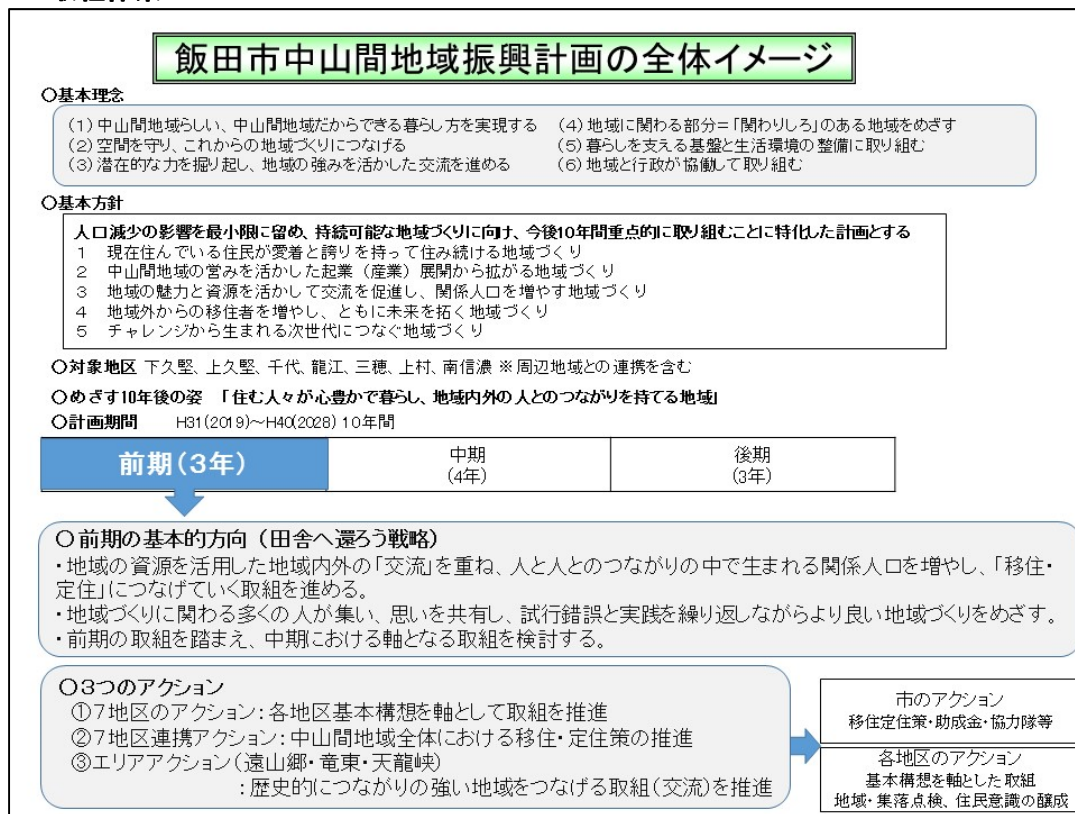 飯田市中山間地域振興計画の全体イメージ
〇基本理念
(1)中山間地域らしい、中山間地域だからできる暮らし方を実現する
(2)空間を守り、これからの地域づくりにつなげる
(3)潜在的な力を掘り起し、地域の強みを活かした交流を進める
(4)地域に関わる部分=「関わりしろ」のある地域をめざす
(5)暮らしを支える基盤と生活環境の整備に取り組む
(6)地域と行政が協働して取り組む
〇基本方針
人口減少の影響を最小限に留め、持続可能な地域づくりに向け、今後10年間重点的に取り組むことに特化した計画とする
1 現在住んでいる住民が愛着と誇りを持って住み続ける地域づくり
2 中山間地域の営みを活かした起業（産業）展開から拡がる地域づくり
3 地域の魅力と資源を活かして交流を促進し、関係人口を増やす地域づくり
4 地域外からの移住者を増やし、ともに未来を拓く地域づくり
5 チャレンジから生まれる次世代につなぐ地域づくり
〇対象地区 下久堅、上久堅、千代、龍江、三穂、上村、南信濃 ※周辺地域との連携を含む
〇めざす10年後の姿 「住む人々が心豊かで暮らし、地域内外の人とのつながりを持てる地域」
〇計画期間 H31(2019)～H40(2028) 10年間
前期(3年)
中期
(4年)
後期
(3年)
〇前期の基本的方向（田舎へ還ろう戦略）
・地域の資源を活用した地域内外の「交流」を重ね、人と人とのつながりの中で生まれる関係人口を増やし、「移住・
定住」につなげていく取組を進める。
・地域づくりに関わる多くの人が集い、思いを共有し、試行錯誤と実践を繰り返しながらより良い地域づくりをめざす。
・前期の取組を踏まえ、中期における軸となる取組を検討する。
〇3つのアクション
①7地区のアクション：各地区基本構想を軸として取組を推進
②7地区連携アクション：中山間地域全体における移住・定住策の推進
③エリアアクション(遠山郷・竜東・天龍峡)
：歴史的につながりの強い地域をつなげる取組(交流)を推進
市のアクション
移住定住策・助成金・協力隊等
各地区のアクション
基本構想を軸とした取組
地域・集落点検、住民意識の醸成